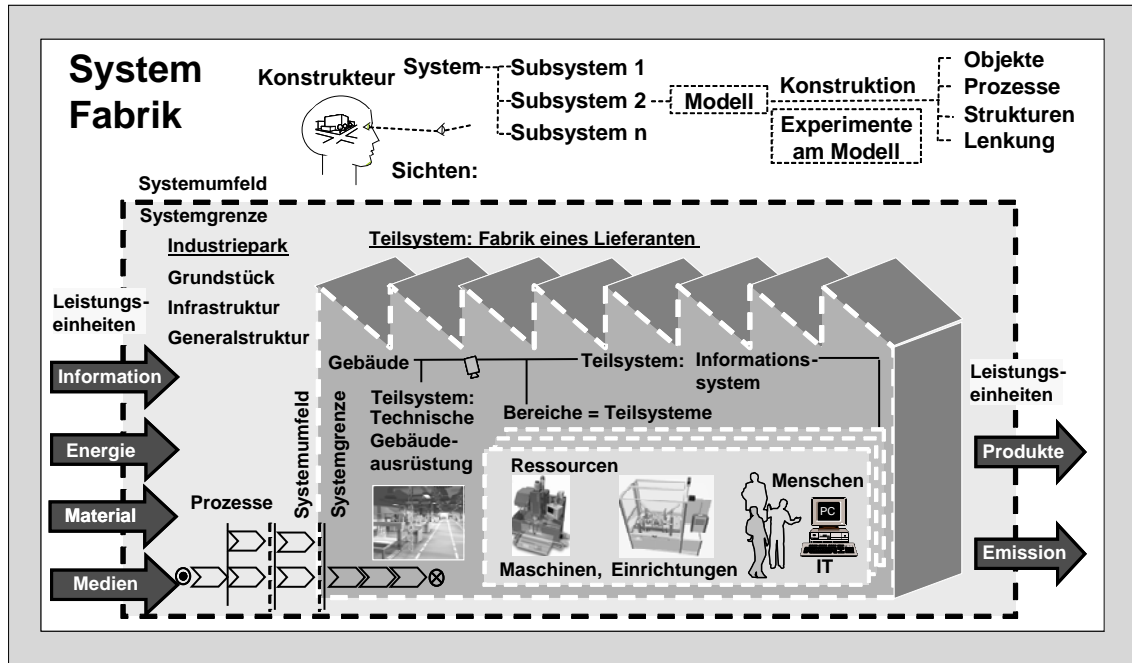 System
Fabrik
Konstrukteur
System
Subsystem 1
Subsystem 2
Subsystem n
Modell
Konstruktion
Experimente
am Modell
Objekte
Prozesse
Strukturen
Lenkung
Sichten:
Systemumfeld
Systemgrenze
Industriepark
Grundstück
Infrastruktur
Generalstruktur
Teilsystem: Fabrik eines Lieferanten
Leistungs-
einheiten
Information
Energie
Material
Medien
Prozesse
Systemumfeld
Systemgrenze
Gebäude
Teilsystem:
Technische
Gebäude-
ausrüstung
Teilsystem: Informations-
system
Bereiche = Teilsysteme
Ressourcen
Maschinen, Einrichtungen
Menschen
PC
IT
Leistungs-
einheiten
Produkte
Emission